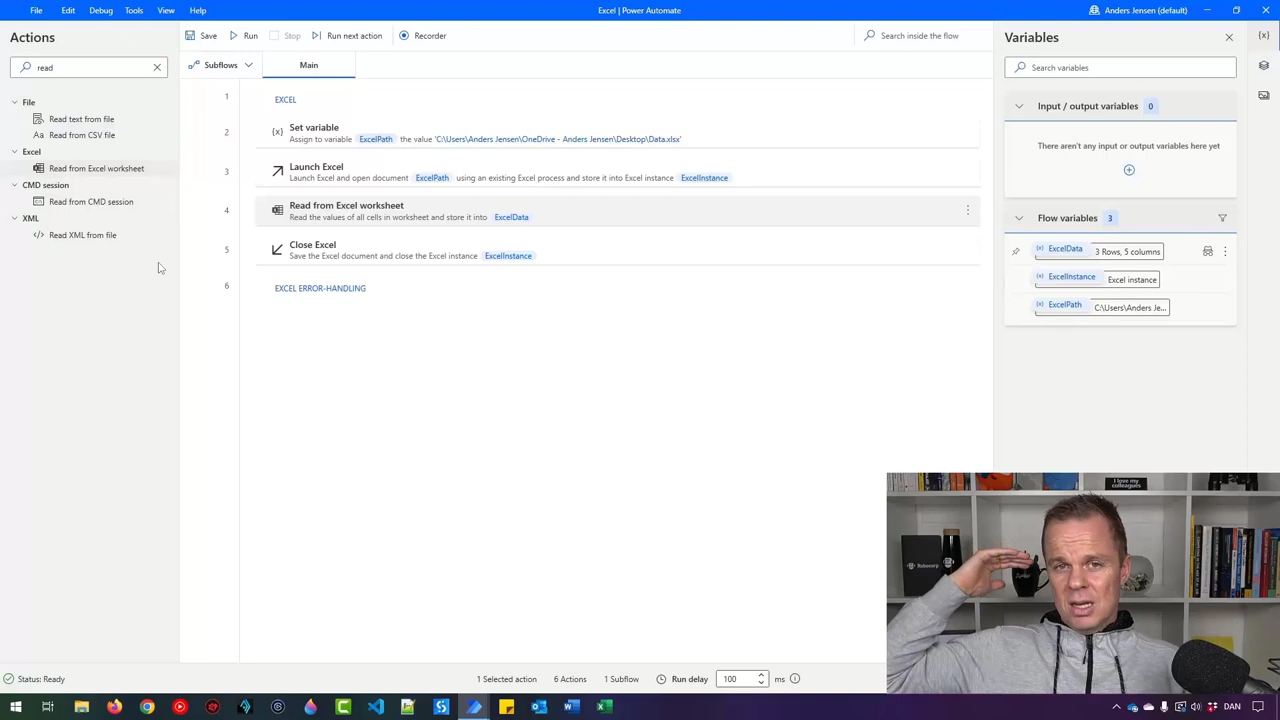 File Edit Debug Tools View Help
Excel | Power Automate
Anders Jensen (default)
Actions
read
File
Read text from file
Read from CSV file
Excel
Read from Excel worksheet
CMD session
Read from CMD session
XML
Read XML from file
Save Run Stop Run next action Recorder
Search inside the flow
Subflows Main
1 EXCEL
2 {x} Set variable
Assign to variable ExcelPath the value 'C:\Users\Anders Jensen\OneDrive - Anders Jensen\Desktop\Data.xlsx'
3 Launch Excel
Launch Excel and open document ExcelPath using an existing Excel process and store it into Excel instance ExcelInstance
4 Read from Excel worksheet
Read the values of all cells in worksheet and store it into ExcelData
5 Close Excel
Save the Excel document and close the Excel instance ExcelInstance
6 EXCEL ERROR-HANDLING
Variables
Search variables
Input / output variables 0
There aren't any input or output variables here yet
Flow variables 3
{x} ExcelData 3 Rows, 5 columns
{x} ExcelInstance Excel instance
{x} ExcelPath C:\Users\Anders Je...
I love my
colleagues
Robocorp
Status: Ready
1 Selected action 6 Actions 1 Subflow Run delay 100 ms
DAN